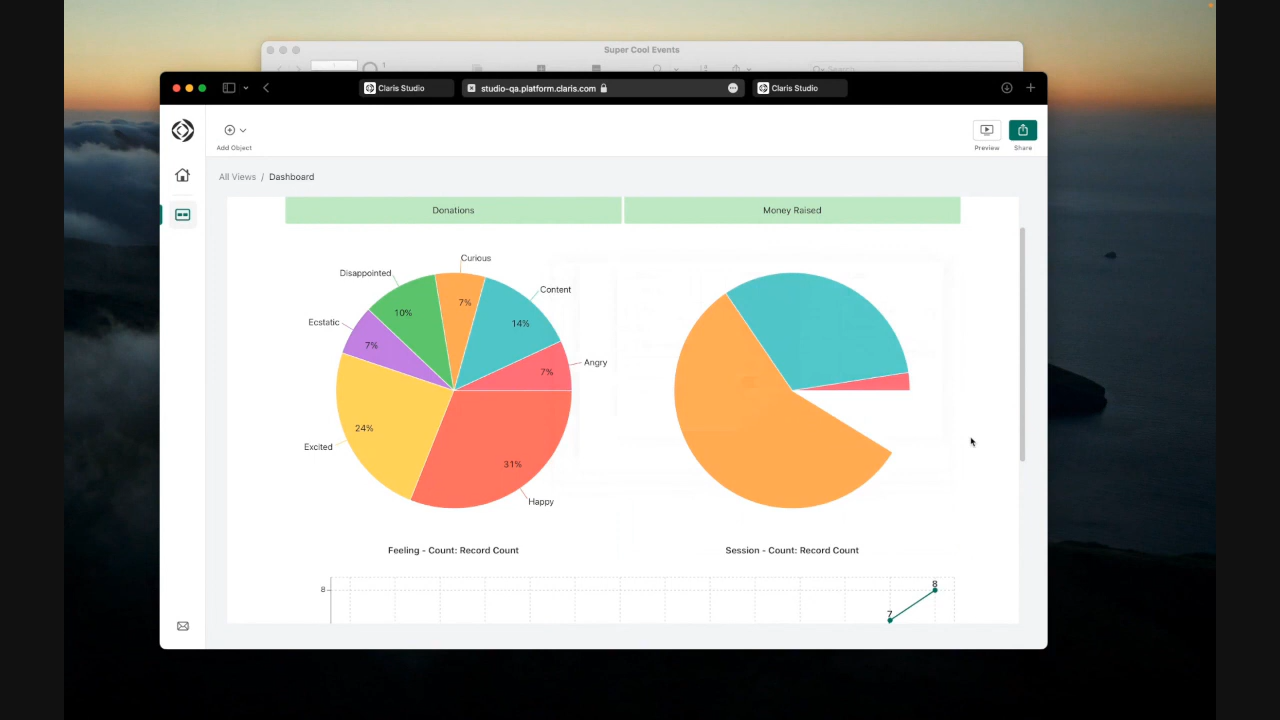 Super Cool Events
1
Search
Claris Studio
studio-qa.platform.claris.com
Claris Studio
Add Object
Preview
Share
All Views / Dashboard
Donations
Money Raised
Curious
Disappointed
Content
Ecstatic
Angry
Excited
Happy
7%
10%
14%
7%
7%
24%
31%
Feeling - Count: Record Count
Session - Count: Record Count
8
8
7